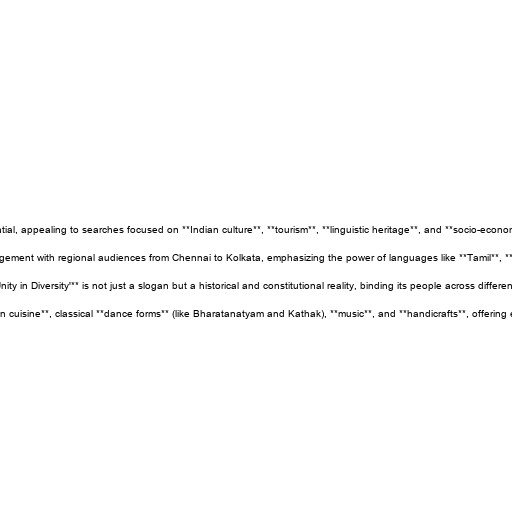 ntial, appealing to searches focused on **Indian culture**, **tourism**, **linguistic heritage**, and **socio-econor
gement with regional audiences from Chennai to Kolkata, emphasizing the power of languages like **Tamil**, **
nity in Diversity"** is not just a slogan but a historical and constitutional reality, binding its people across differen
n cuisine**, classical **dance forms** (like Bharatanatyam and Kathak), **music**, and **handicrafts**, offering e